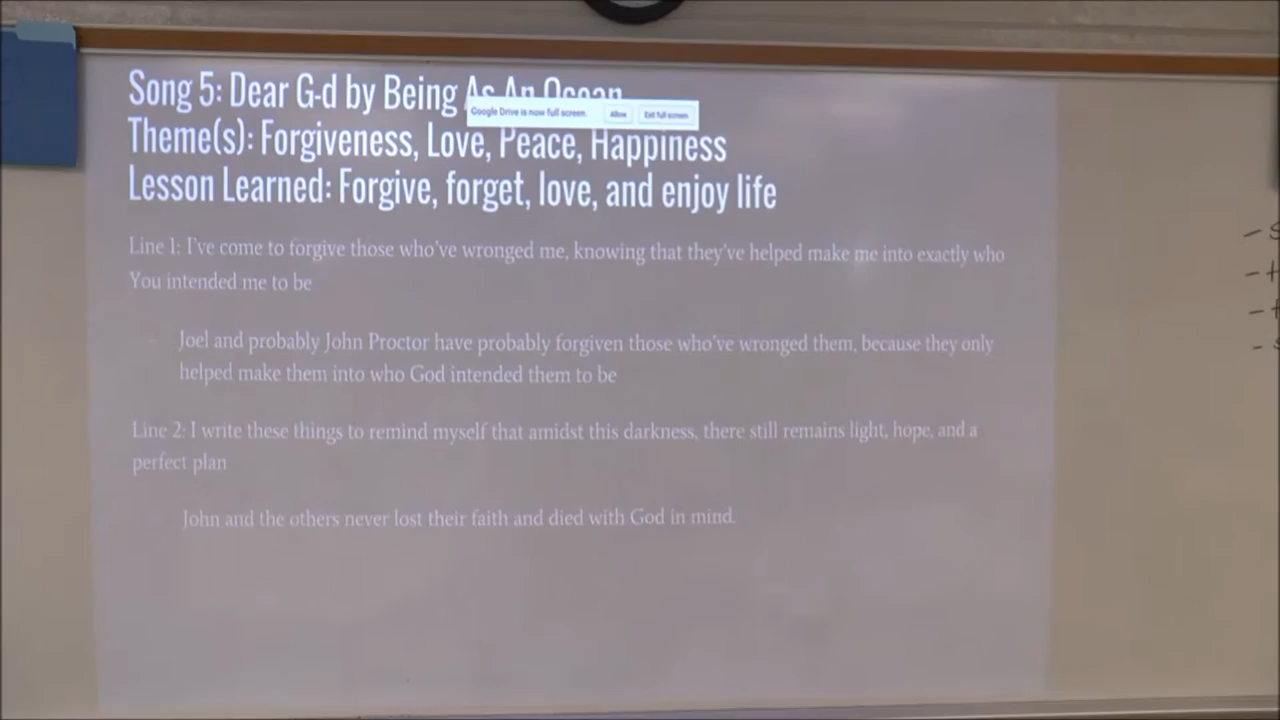 Song 5: Dear G-d by Being As An Ocean
Google Drive is now full screen. Allow Exit full screen
Theme(s): Forgiveness, Love, Peace, Happiness
Lesson Learned: Forgive, forget, love, and enjoy life
Line 1: I've come to forgive those who've wronged me, knowing that they've helped make me into exactly who
You intended me to be
Joel and probably John Proctor have probably forgiven those who've wronged them, because they only
helped make them into who God intended them to be
Line 2: I write these things to remind myself that amidst this darkness, there still remains light, hope, and a
perfect plan
John and the others never lost their faith and died with God in mind.